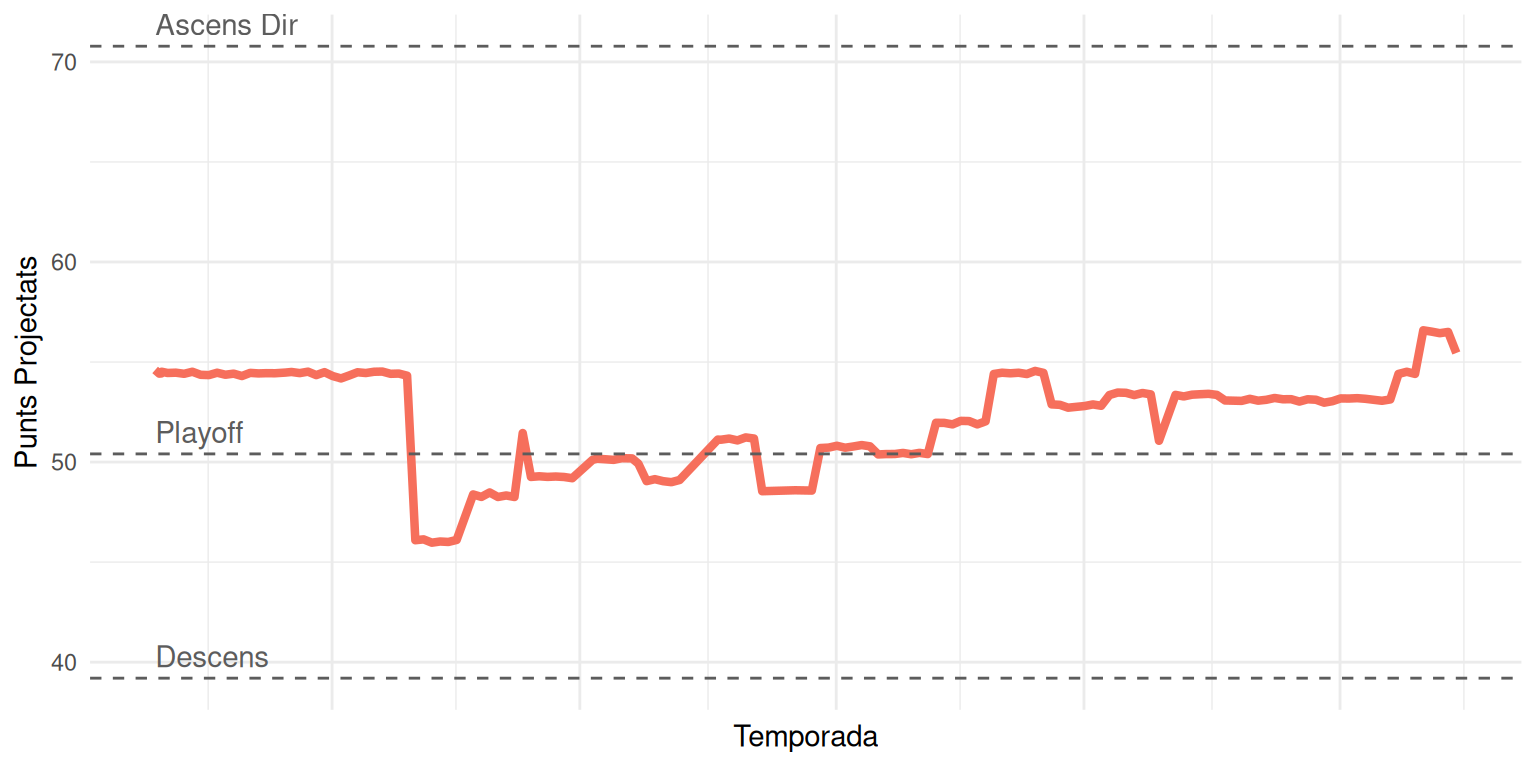 Ascens Dir
70
60
Punts Projectats
Playoff
50
Descens
40
Temporada